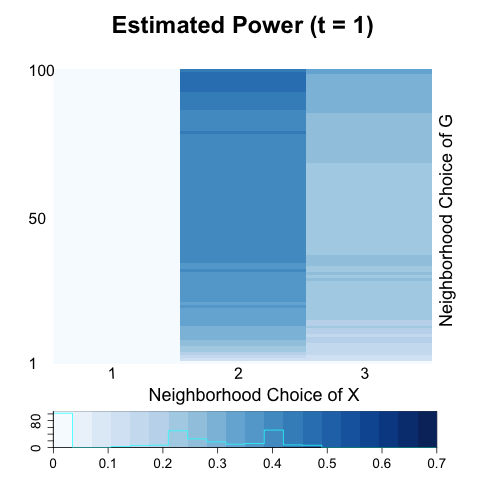 Estimated Power (t = 1)
100
50
1
Neighborhood Choice of G
1 2 3
Neighborhood Choice of X
0 80
0 0.1 0.2 0.3 0.4 0.5 0.6 0.7